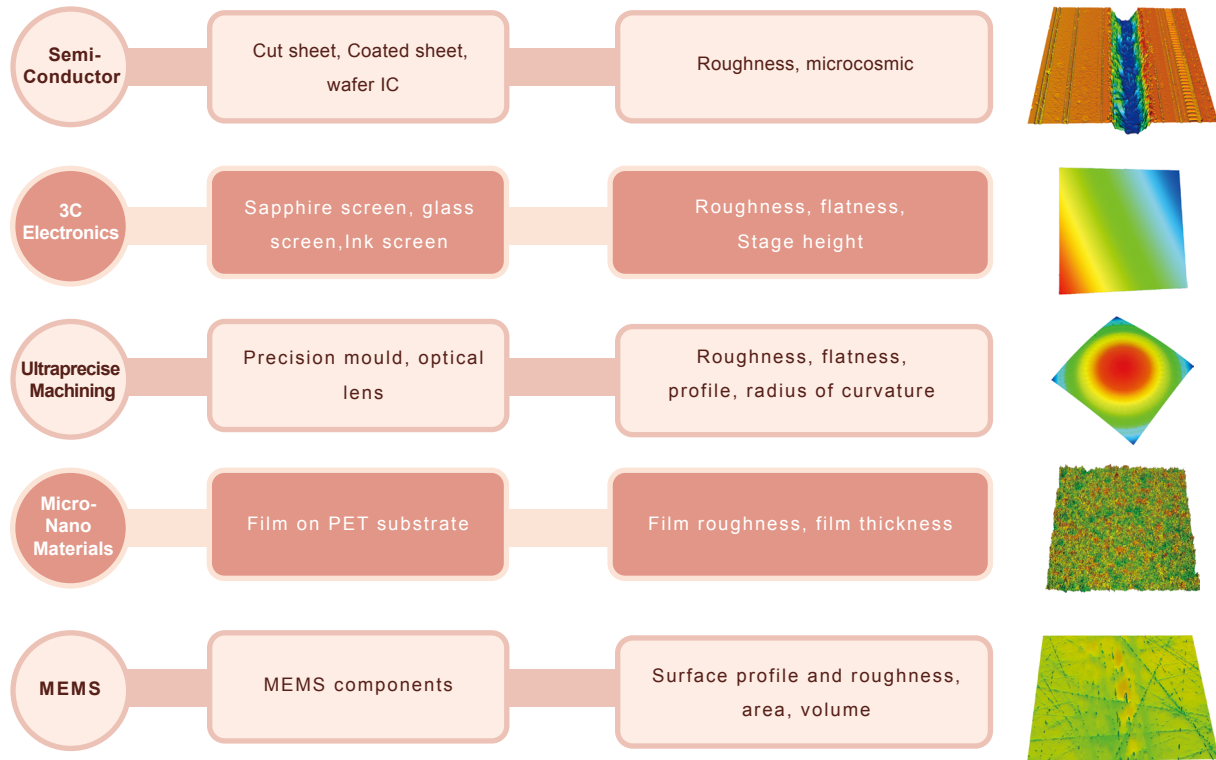 Semi-
Conductor
Cut sheet, Coated sheet,
wafer IC
Roughness, microcosmic
3C
Electronics
Sapphire screen, glass
screen,Ink screen
Roughness, flatness,
Stage height
Ultraprecise
Machining
Precision mould, optical
lens
Roughness, flatness,
profile, radius of curvature
Micro-
Nano
Materials
Film on PET substrate
Film roughness, film thickness
MEMS
MEMS components
Surface profile and roughness,
area, volume